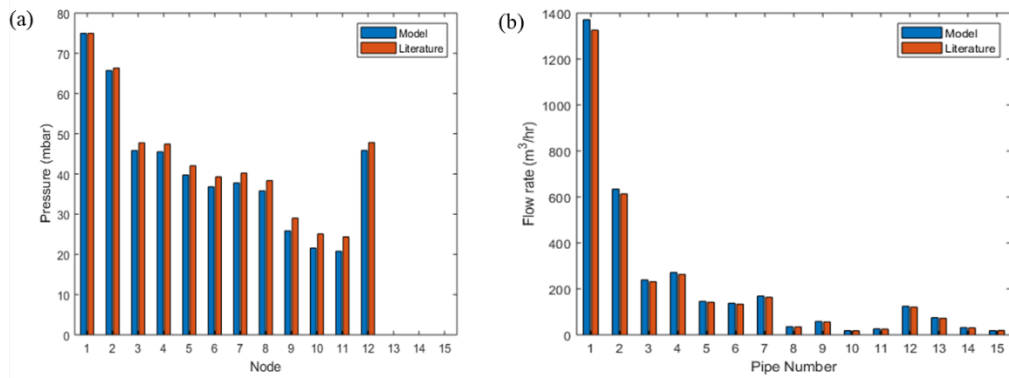 (a)
Pressure (mbar)
80
70
60
50
40
30
20
10
0
Model
Literature
1 2 3 4 5 6 7 8 9 10 11 12 13 14 15
Node
(b)
Flow rate (m³/hr)
1400
1200
1000
800
600
400
200
0
Model
Literature
1 2 3 4 5 6 7 8 9 10 11 12 13 14 15
Pipe Number